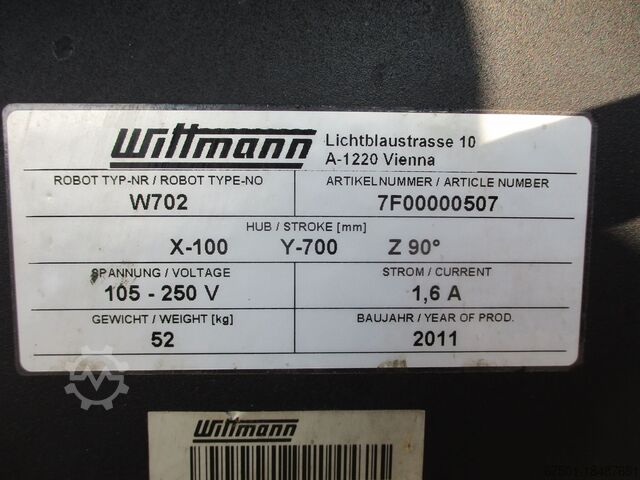 Wittmann
Lichtblaustrasse 10
A-1220 Vienna
ROBOT TYP-NR / ROBOT TYPE-NO
ARTIKELNUMMER / ARTICLE NUMBER
W702
7F00000507
HUB / STROKE [mm]
X-100 Y-700 Z 90°
SPANNUNG / VOLTAGE
STROM / CURRENT
105 - 250 V
1,6 A
GEWICHT / WEIGHT [kg]
BAUJAHR / YEAR OF PROD.
52
2011
Wittmann